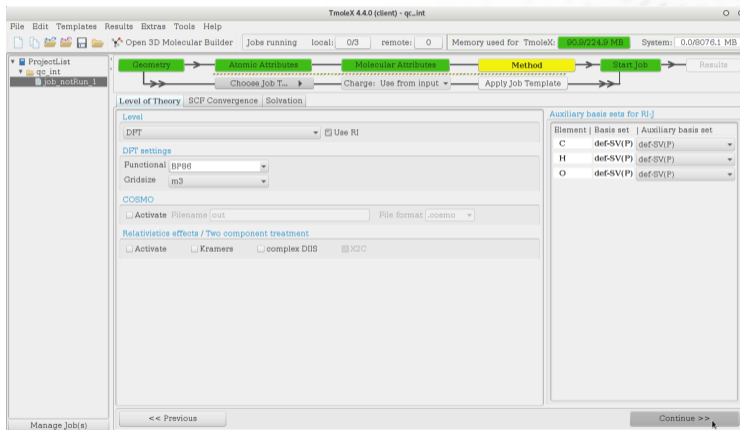 TmoleX 4.4.0 (client) - qc_int
File Edit Templates Results Extras Tools Help
Open 3D Molecular Builder Jobs running local: 0/3 remote: 0 Memory used for TmoleX: 90.9/224.9 MB System: 0.0/8076.1 MB
ProjectList
qc_int
job_notRun_1
Geometry Atomic Attributes Molecular Attributes Method Start Job Results
Choose Job T... Charge: Use from input Apply Job Template
Level of Theory SCF Convergence Solvation
Level
DFT Use RI
DFT settings
Functional BP86
Gridsize m3
COSMO
Activate Filename out File format .cosmo
Relativistics effects / Two component treatment
Activate Kramers complex DIIS X2C
Auxiliary basis sets for RI-J
Element Basis set Auxiliary basis set
C def-SV(P) def-SV(P)
H def-SV(P) def-SV(P)
O def-SV(P) def-SV(P)
Manage Job(s)
<< Previous
Continue >>